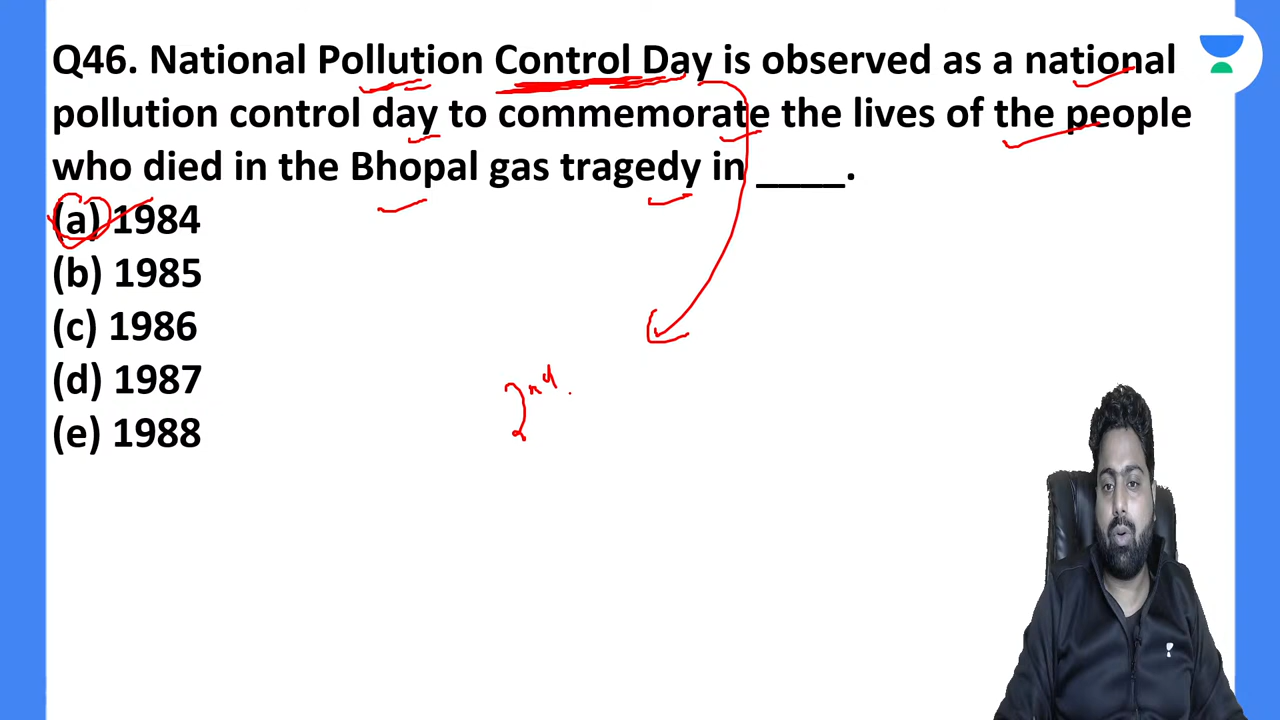 Q46. National Pollution Control Day is observed as a national
pollution control day to commemorate the lives of the people
who died in the Bhopal gas tragedy in ____.
(a) 1984
(b) 1985
(c) 1986
(d) 1987
(e) 1988
2nd.